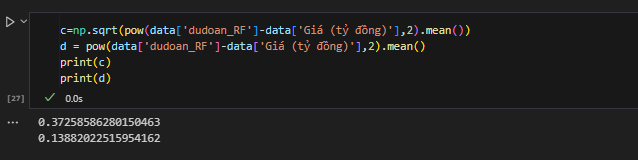 c=np.sqrt(pow(data['dudoan_RF']-data['Giá (tỷ đồng)'],2).mean())
d = pow(data['dudoan_RF']-data['Giá (tỷ đồng)'],2).mean()
print(c)
print(d)
[27]
0.0s
0.37258586280150463
0.13882022515954162